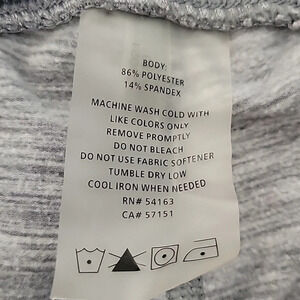 BODY:
86% POLYESTER
14% SPANDEX
MACHINE WASH COLD WITH
LIKE COLORS ONLY
REMOVE PROMPTLY
DO NOT BLEACH
DO NOT USE FABRIC SOFTENER
TUMBLE DRY LOW
COOL IRON WHEN NEEDED
RN# 54163
CA# 57151